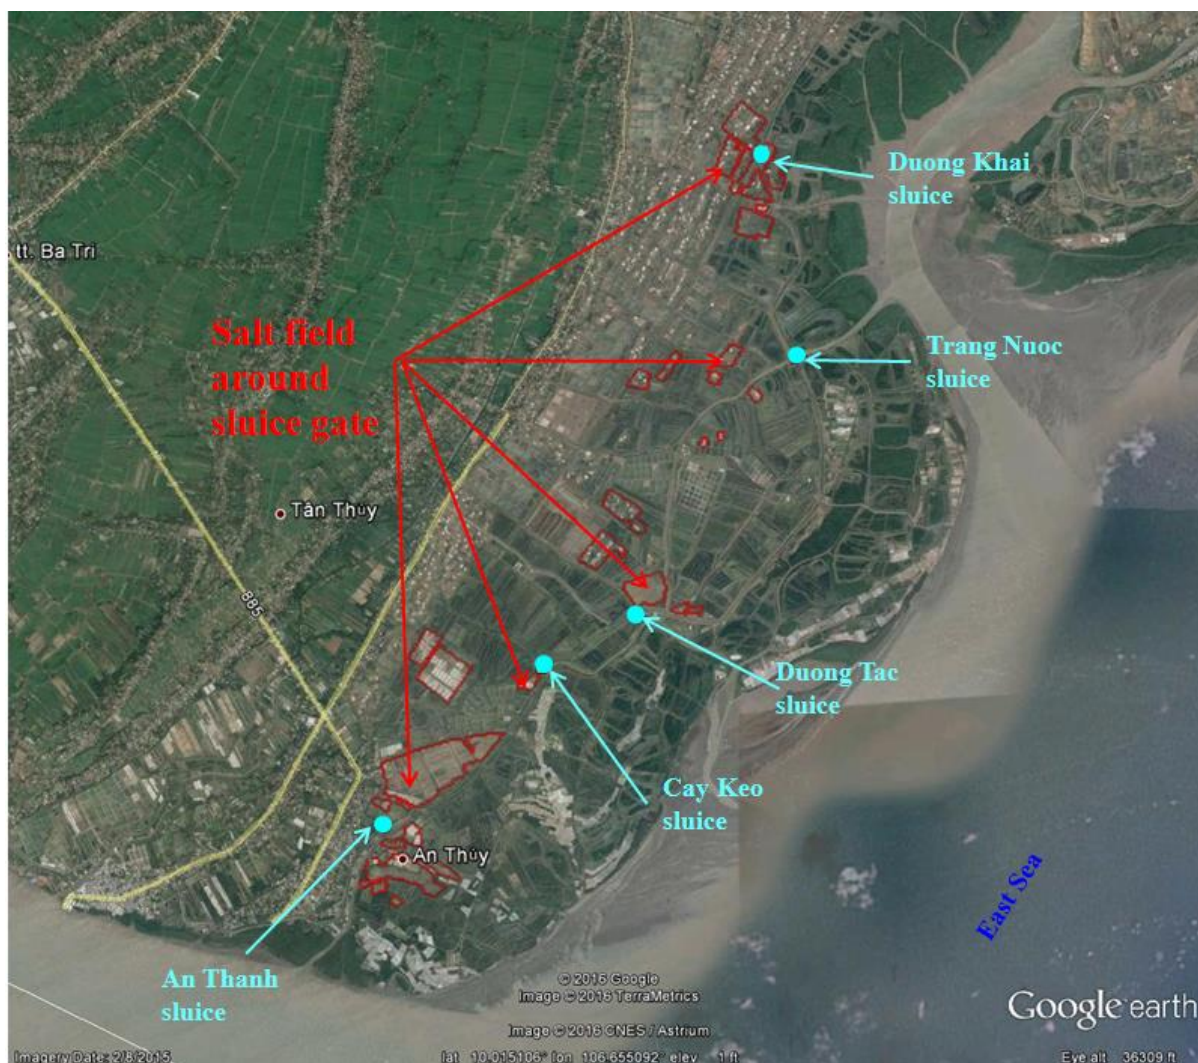 Duong Khai
sluice
tt. Ba Tri
Salt field
around
sluice gate
Trang Nuoc
sluice
Tân Thủy
885
Duong Tac
sluice
Cay Keo
sluice
An Thủy
East Sea
An Thanh
sluice
© 2016 Google
Image © 2016 TerraMetrics
Image © 2016 CNES / Astrium
Google earth
Imagery Date: 2/8/2015
lat 10.015106° lon 106.655092° elev 1 ft
Eye alt 36309 ft